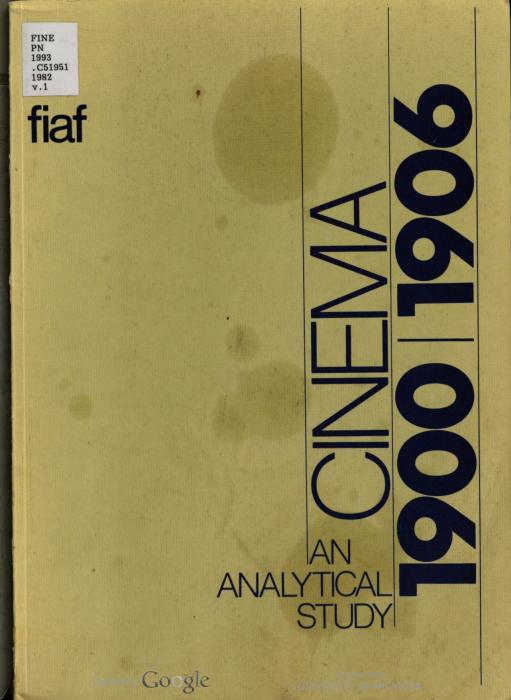 FINE
PN
1993
.C51951
1982
v.1
fiaf
CINEMA
1900 | 1906
AN
ANALYTICAL
STUDY
Google